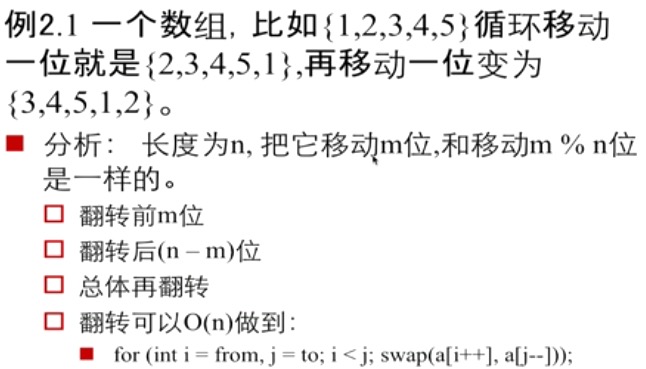 例2.1 一个数组, 比如{1,2,3,4,5}循环移动
一位就是{2,3,4,5,1},再移动一位变为
{3,4,5,1,2}。
分析： 长度为n, 把它移动m位,和移动m % n位
是一样的。
翻转前m位
翻转后(n – m)位
总体再翻转
翻转可以O(n)做到：
for (int i = from, j = to; i < j; swap(a[i++], a[j--]));